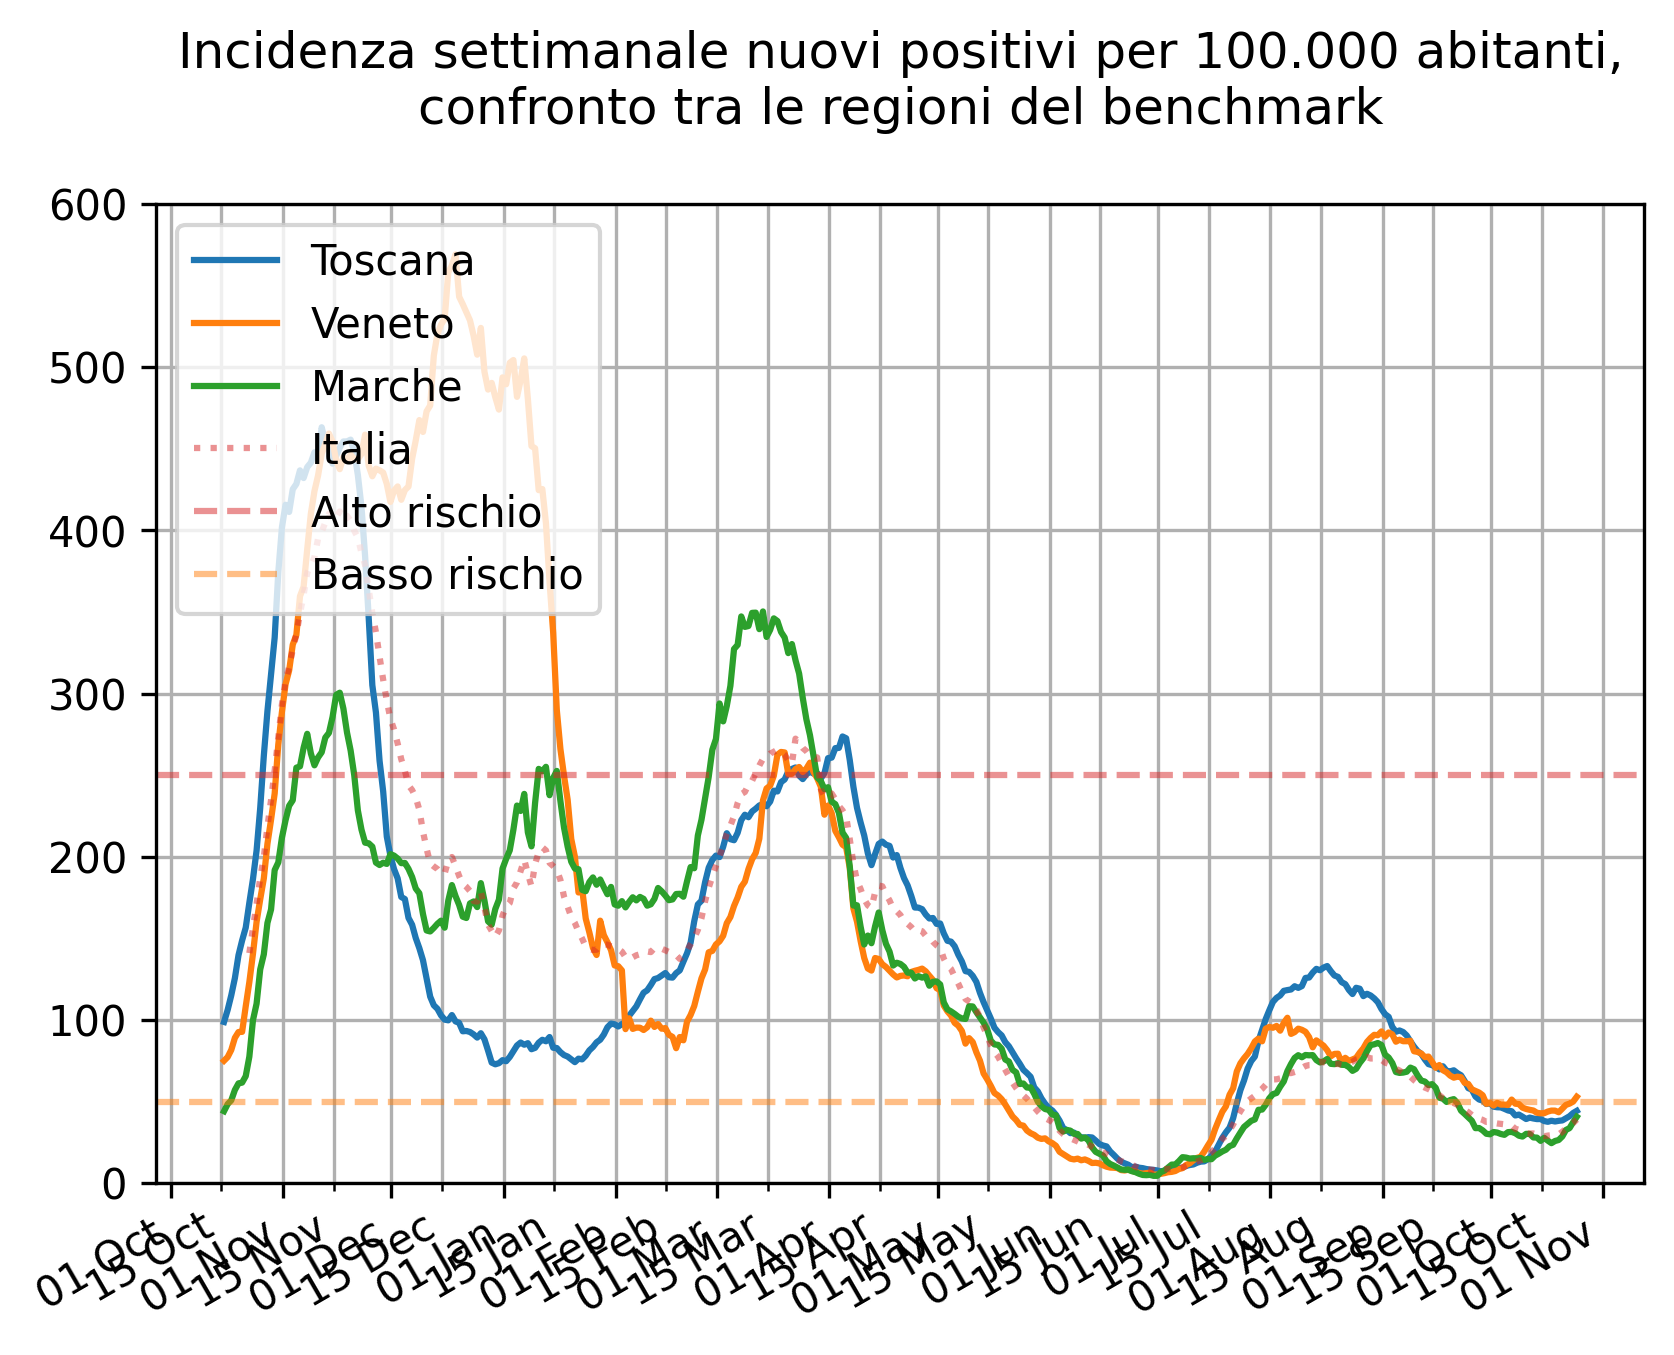 Incidenza settimanale nuovi positivi per 100.000 abitanti,
confronto tra le regioni del benchmark
600
500
400
300
200
100
0
Toscana
Veneto
Marche
Italia
Alto rischio
Basso rischio
01 Oct
15 Oct
01 Nov
15 Nov
01 Dec
15 Dec
01 Jan
15 Jan
01 Feb
15 Feb
01 Mar
15 Mar
01 Apr
15 Apr
01 May
15 May
01 Jun
15 Jun
01 Jul
15 Jul
01 Aug
15 Aug
01 Sep
15 Sep
01 Oct
15 Oct
01 Nov